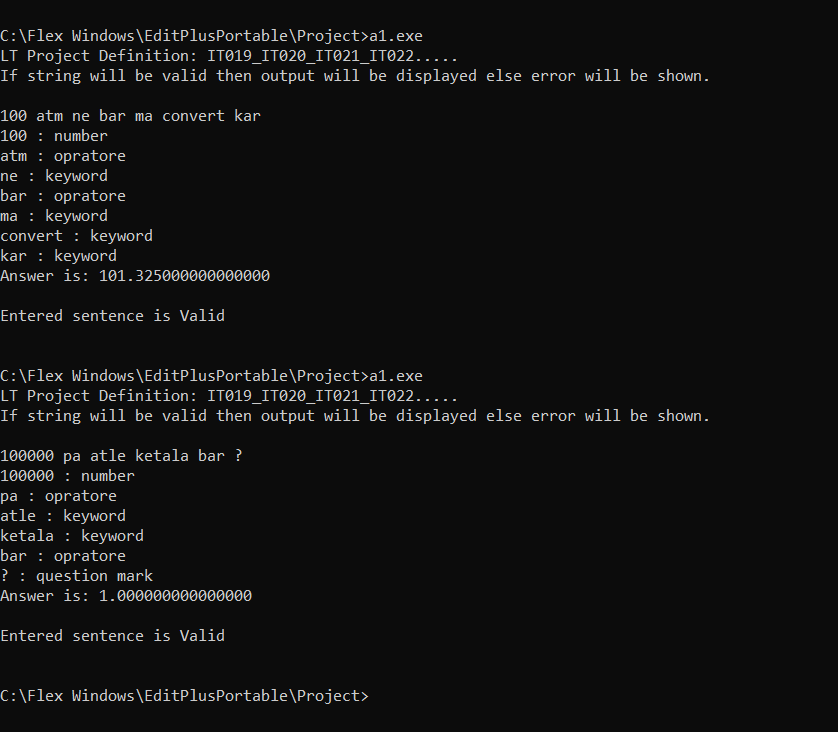 C:\Flex Windows\EditPlusPortable\Project>a1.exe
LT Project Definition: IT019_IT020_IT021_IT022.....
If string will be valid then output will be displayed else error will be shown.
100 atm ne bar ma convert kar
100 : number
atm : opratore
ne : keyword
bar : opratore
ma : keyword
convert : keyword
kar : keyword
Answer is: 101.325000000000000
Entered sentence is Valid
C:\Flex Windows\EditPlusPortable\Project>a1.exe
LT Project Definition: IT019_IT020_IT021_IT022.....
If string will be valid then output will be displayed else error will be shown.
100000 pa atle ketala bar ?
100000 : number
pa : opratore
atle : keyword
ketala : keyword
bar : opratore
? : question mark
Answer is: 1.000000000000000
Entered sentence is Valid
C:\Flex Windows\EditPlusPortable\Project>